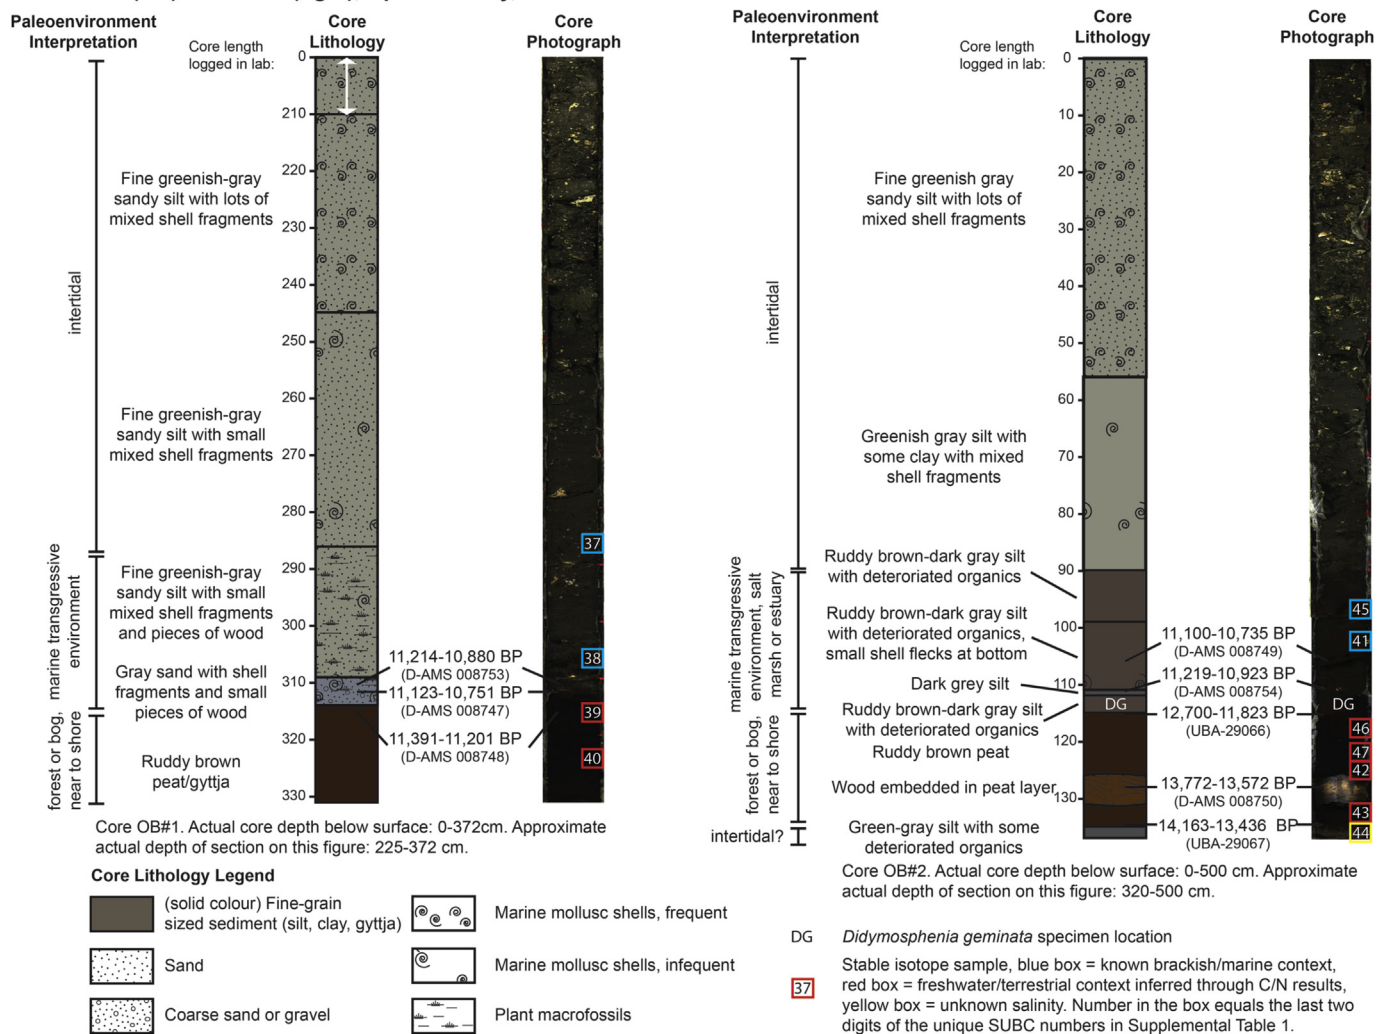 Paleoenvironment
Interpretation
Core
Lithology
Core
Photograph
Core length
logged in lab:
0
210
220
230
240
250
260
270
280
290
300
310
320
330
intertidal
marine transgressive
environment
forest or bog,
near to shore
Fine greenish-gray
sandy silt with lots of
mixed shell fragments
Fine greenish-gray
sandy silt with small
mixed shell fragments
Fine greenish-gray
sandy silt with small
mixed shell fragments
and pieces of wood
Gray sand with shell
fragments and small
pieces of wood
Ruddy brown
peat/gyttja
11,214-10,880 BP
(D-AMS 008753)
11,123-10,751 BP
(D-AMS 008747)
11,391-11,201 BP
(D-AMS 008748)
37
38
39
40
Core OB#1. Actual core depth below surface: 0-372cm. Approximate
actual depth of section on this figure: 225-372 cm.
Paleoenvironment
Interpretation
Core
Lithology
Core
Photograph
Core length
logged in lab:
0
10
20
30
40
50
60
70
80
90
100
110
120
130
intertidal
marine transgressive
environment, salt
marsh or estuary
forest or bog,
near to shore
intertidal?
Fine greenish gray
sandy silt with lots of
mixed shell fragments
Greenish gray silt with
some clay with mixed
shell fragments
Ruddy brown-dark gray silt
with deteroriated organics
Ruddy brown-dark gray silt
with deteriorated organics,
small shell flecks at bottom
Dark grey silt
Ruddy brown-dark gray silt
with deteriorated organics
Ruddy brown peat
Wood embedded in peat layer
Green-gray silt with some
deteriorated organics
DG
11,100-10,735 BP
(D-AMS 008749)
11,219-10,923 BP
(D-AMS 008754)
12,700-11,823 BP
(UBA-29066)
13,772-13,572 BP
(D-AMS 008750)
14,163-13,436 BP
(UBA-29067)
45
41
DG
46
47
42
43
44
Core OB#2. Actual core depth below surface: 0-500 cm. Approximate
actual depth of section on this figure: 320-500 cm.
Core Lithology Legend
(solid colour) Fine-grain
sized sediment (silt, clay, gyttja)
Sand
Coarse sand or gravel
Marine mollusc shells, frequent
Marine mollusc shells, infequent
Plant macrofossils
DG Didymosphenia geminata specimen location
37
Stable isotope sample, blue box = known brackish/marine context,
red box = freshwater/terrestrial context inferred through C/N results,
yellow box = unknown salinity. Number in the box equals the last two
digits of the unique SUBC numbers in Supplemental Table 1.